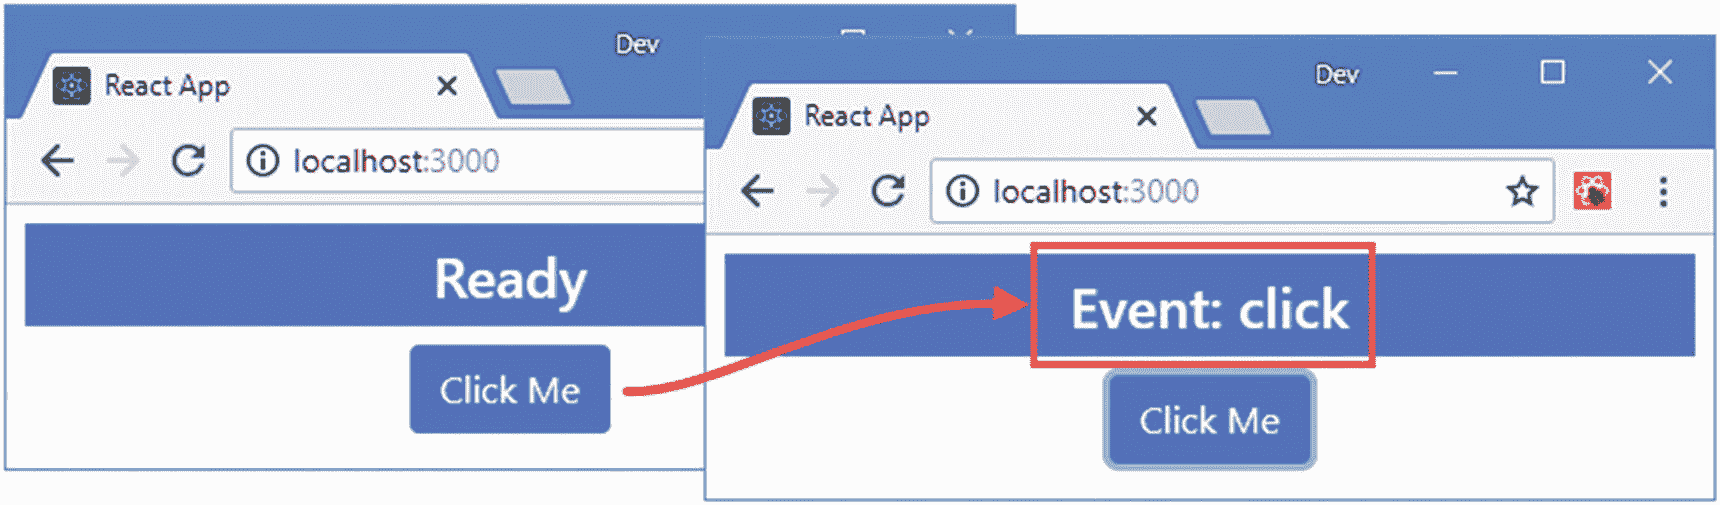 Dev
React App
localhost:3000
Ready
Click Me
Dev
React App
localhost:3000
Event: click
Click Me